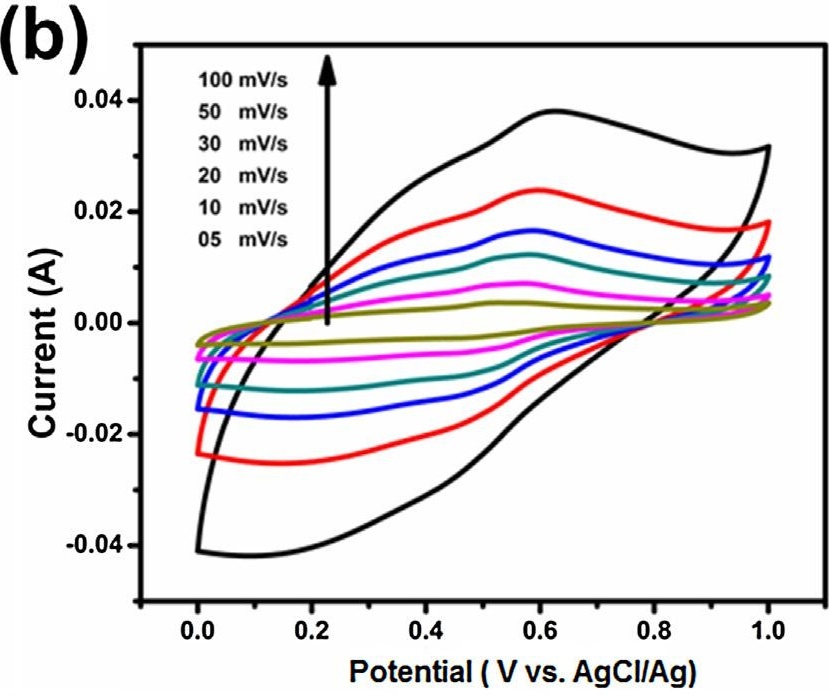 (b)
100 mV/s
50 mV/s
30 mV/s
20 mV/s
10 mV/s
05 mV/s
0.04
0.02
0.00
-0.02
-0.04
Current (A)
0.0 0.2 0.4 0.6 0.8 1.0
Potential ( V vs. AgCl/Ag)